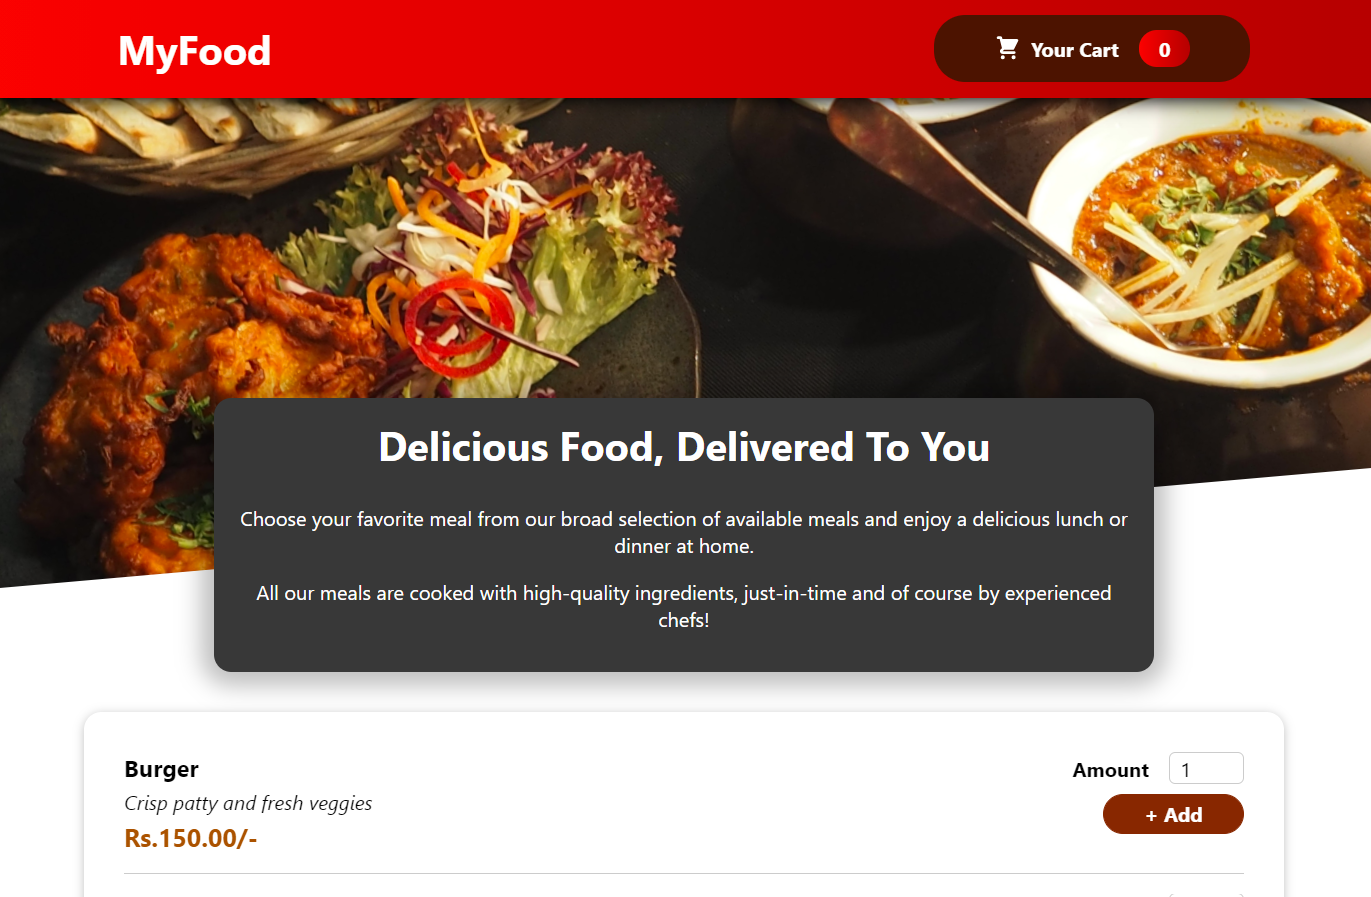 MyFood
Your Cart 0
Delicious Food, Delivered To You
Choose your favorite meal from our broad selection of available meals and enjoy a delicious lunch or
dinner at home.
All our meals are cooked with high-quality ingredients, just-in-time and of course by experienced
chefs!
Burger
Amount 1
Crisp patty and fresh veggies
+ Add
Rs.150.00/-